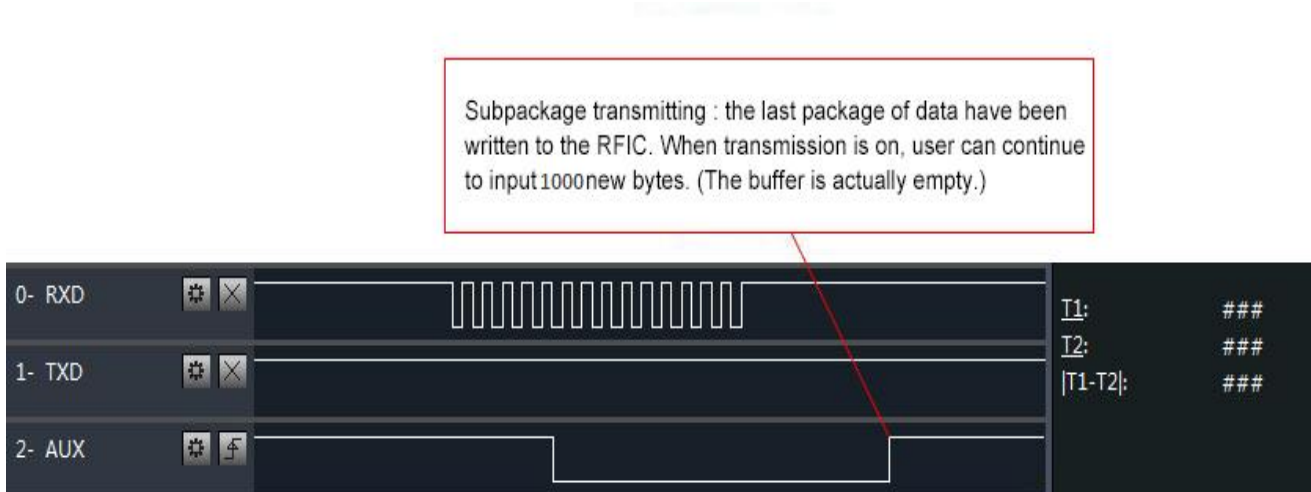 Subpackage transmitting : the last package of data have been
written to the RFIC. When transmission is on, user can continue
to input 1000 new bytes. (The buffer is actually empty.)
0- RXD
T1: ###
T2: ###
1- TXD
|T1-T2|: ###
2- AUX